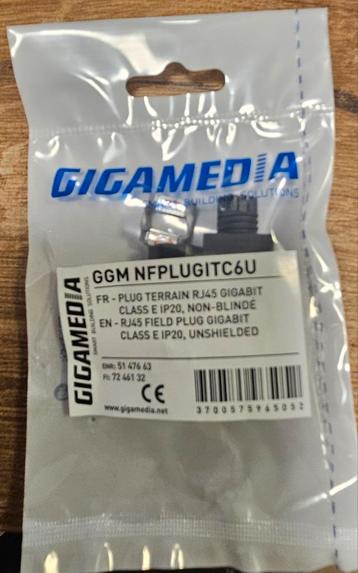 GIGAMEDIA
SMART BUILDING SOLUTIONS
GIGAMEDIA
SMART BUILDING SOLUTIONS
GGM NFPLUGITC6U
FR - PLUG TERRAIN RJ45 GIGABIT
CLASS E IP20, NON-BLINDÉ
EN - RJ45 FIELD PLUG GIGABIT
CLASS E IP20, UNSHIELDED
ENR: 51 476 63
FI: 72 461 32
CE
www.gigamedia.net
3700575965052